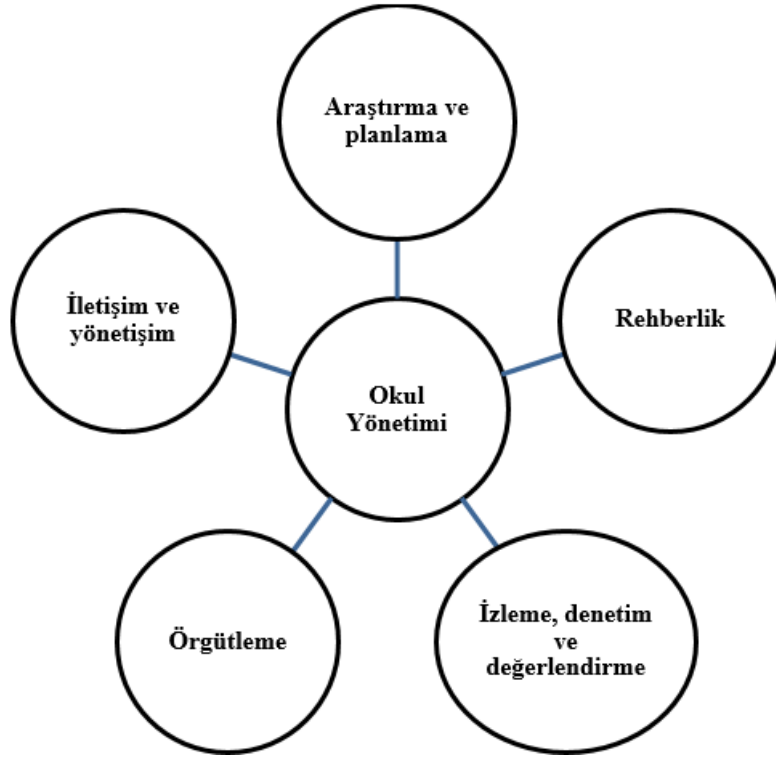 Araştırma ve
planlama
İletişim ve
yönetişim
Rehberlik
Okul
Yönetimi
Örgütleme
İzleme, denetim
ve
değerlendirme